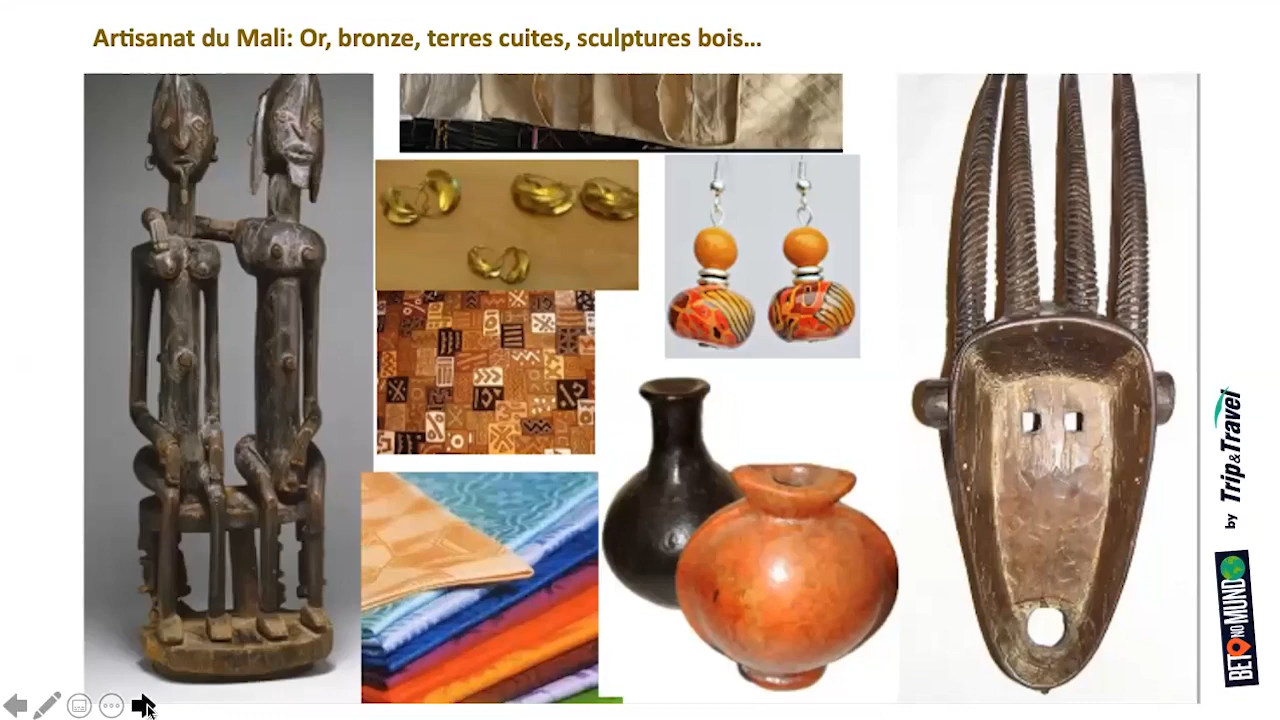 Artisanat du Mali: Or, bronze, terres cuites, sculptures bois...
by Trip&Travel
BETO NO MUNDO